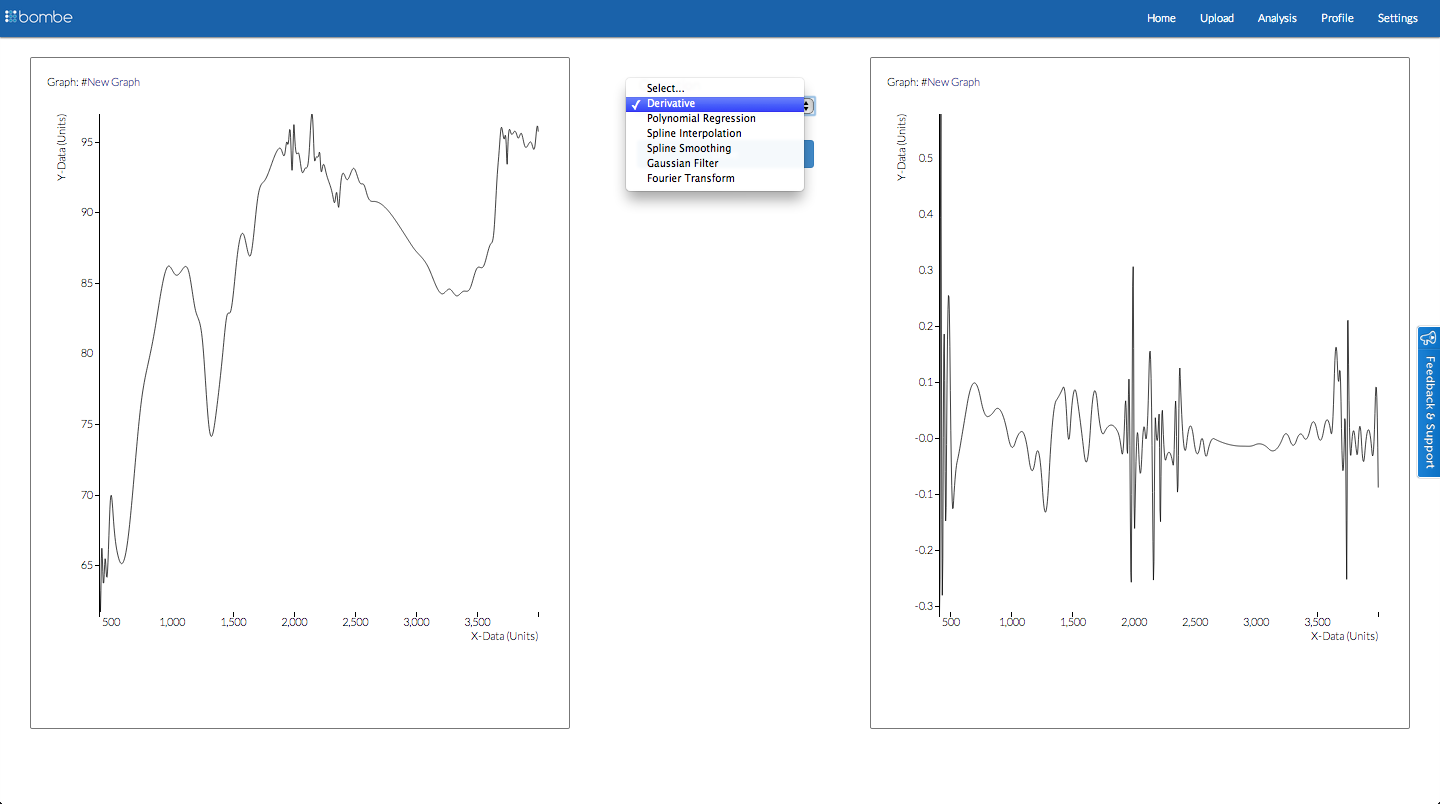 bombe
Home Upload Analysis Profile Settings
Graph: #New Graph
Y-Data (Units)
95
90
85
80
75
70
65
500 1,000 1,500 2,000 2,500 3,000 3,500
X-Data (Units)
Select...
✓ Derivative
Polynomial Regression
Spline Interpolation
Spline Smoothing
Gaussian Filter
Fourier Transform
Graph: #New Graph
Y-Data (Units)
0.5
0.4
0.3
0.2
0.1
-0.0
-0.1
-0.2
-0.3
500 1,000 1,500 2,000 2,500 3,000 3,500
X-Data (Units)
Feedback & Support